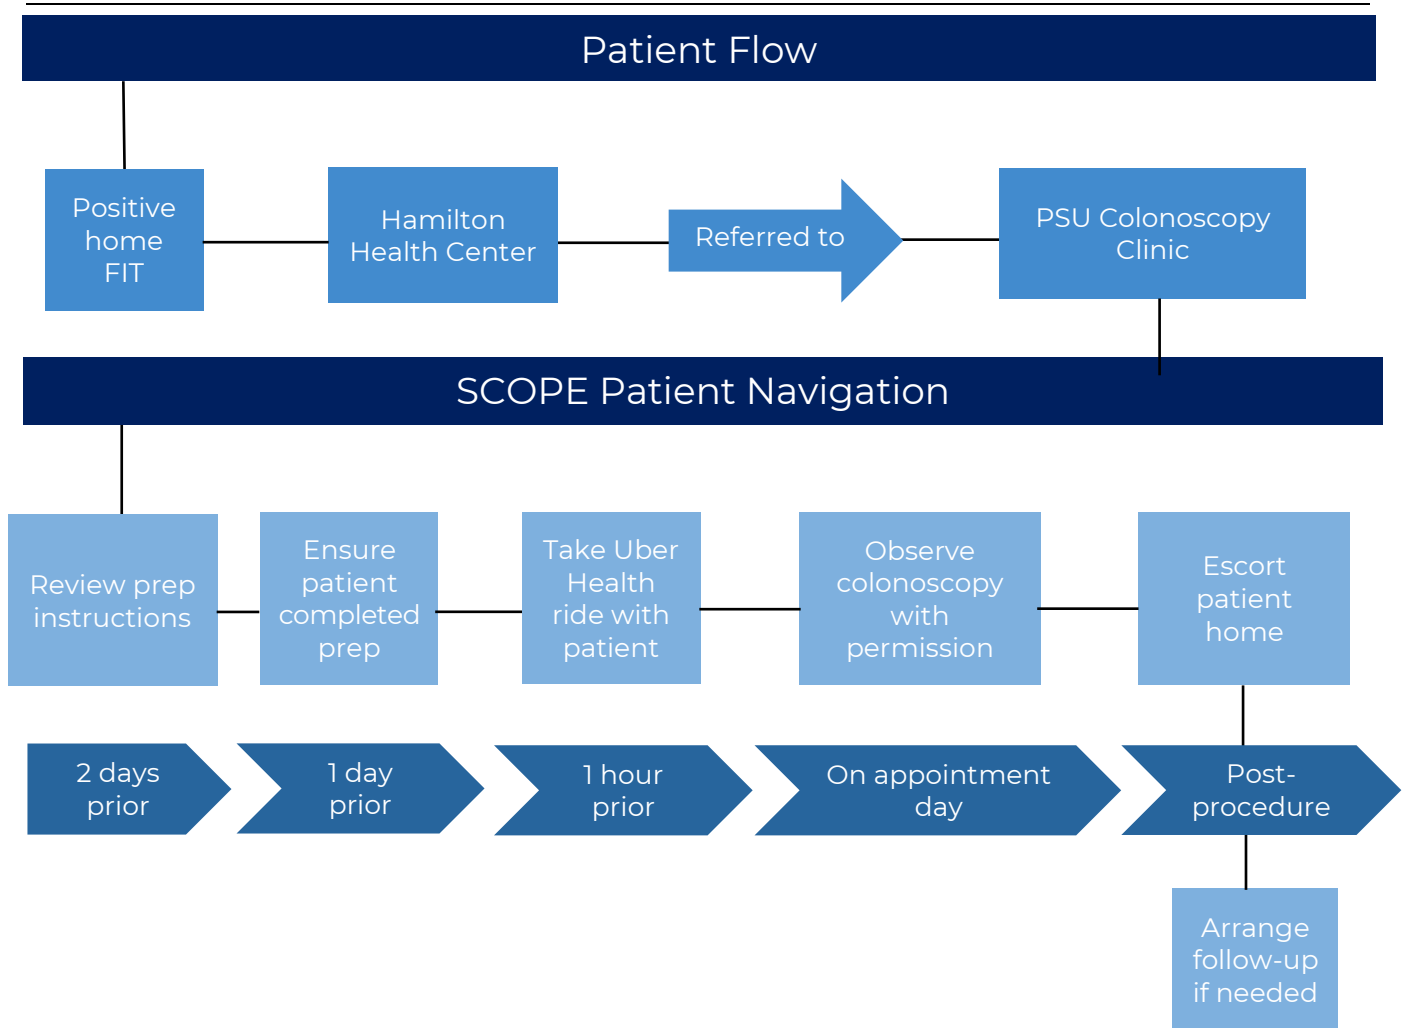 Patient Flow
Positive
home
FIT
Hamilton
Health Center
Referred to
PSU Colonoscopy
Clinic
SCOPE Patient Navigation
Review prep
instructions
Ensure
patient
completed
prep
Take Uber
Health
ride with
patient
Observe
colonoscopy
with
permission
Escort
patient
home
2 days
prior
1 day
prior
1 hour
prior
On appointment
day
Post-
procedure
Arrange
follow-up
if needed